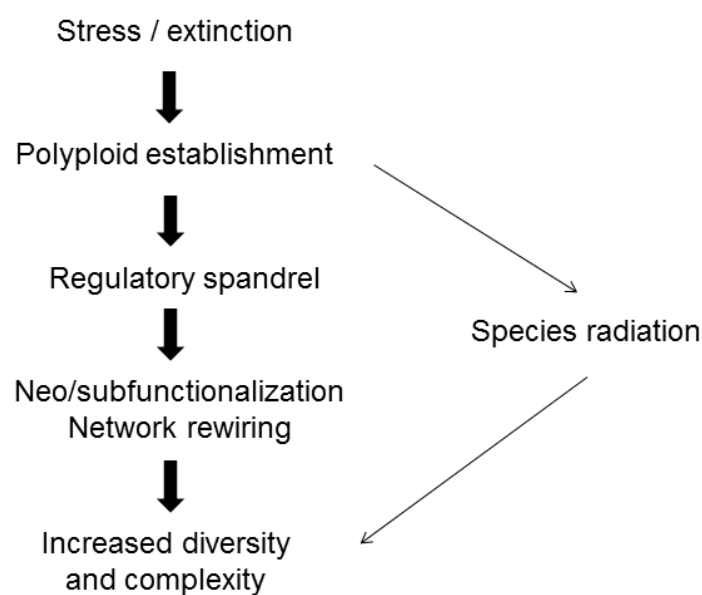 Stress / extinction
Polyploid establishment
Regulatory spandrel
Species radiation
Neo/subfunctionalization
Network rewiring
Increased diversity
and complexity